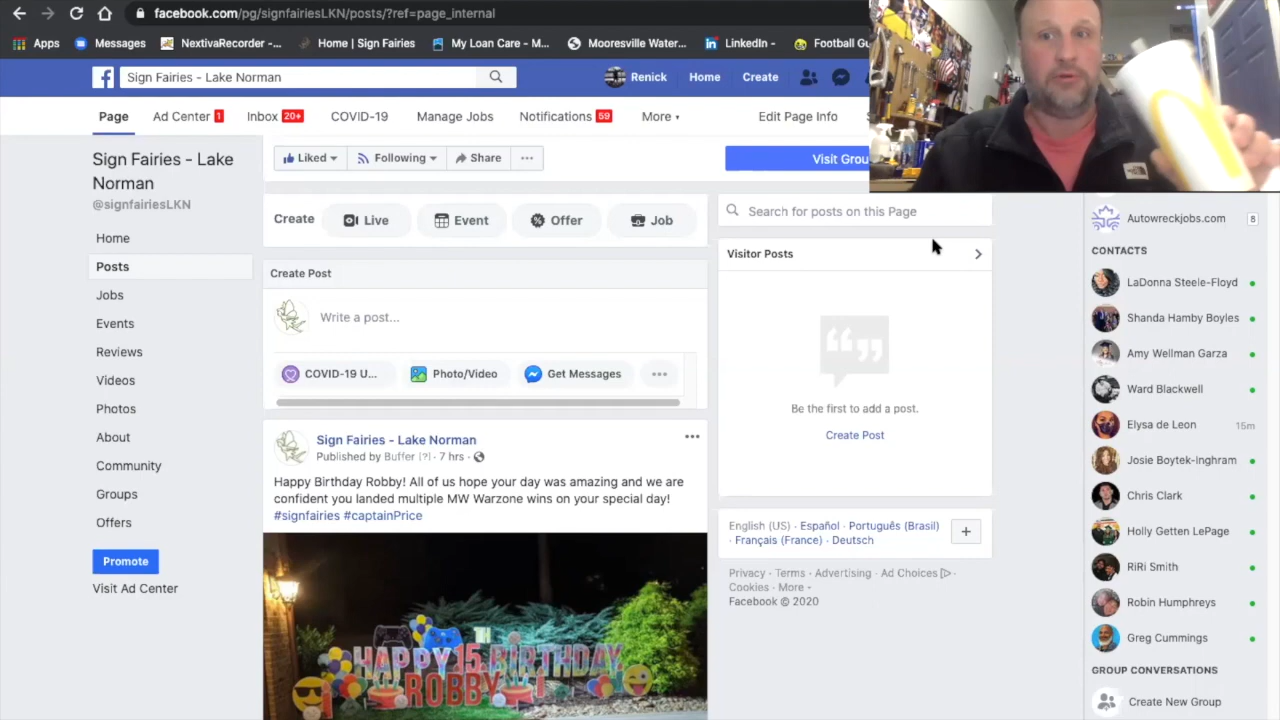 facebook.com/pg/signfairiesLKN/posts/?ref=page_internal
Apps Messages NextivaRecorder -... Home | Sign Fairies My Loan Care - M... Mooresville Water... LinkedIn - Football Gu
Sign Fairies - Lake Norman Renick Home Create
Page Ad Center 1 Inbox 20+ COVID-19 Manage Jobs Notifications 59 More Edit Page Info
Sign Fairies - Lake
Norman
@signfairiesLKN
Home
Posts
Jobs
Events
Reviews
Videos
Photos
About
Community
Groups
Offers
Promote
Visit Ad Center
Liked Following Share ... Visit Grou
Create Live Event Offer Job
Create Post
Write a post...
COVID-19 U... Photo/Video Get Messages ...
Sign Fairies - Lake Norman ...
Published by Buffer [?] · 7 hrs ·
Happy Birthday Robby! All of us hope your day was amazing and we are
confident you landed multiple MW Warzone wins on your special day!
#signfairies #captainPrice
HAPPY 15 BIRTHDAY
ROBBY
Search for posts on this Page
Visitor Posts
Be the first to add a post.
Create Post
English (US) · Español · Português (Brasil)
· Français (France) · Deutsch
Privacy · Terms · Advertising · Ad Choices ·
Cookies · More
Facebook © 2020
Autowreckjobs.com 8
CONTACTS
LaDonna Steele-Floyd
Shanda Hamby Boyles
Amy Wellman Garza
Ward Blackwell
Elysa de Leon 15m
Josie Boytek-Inghram
Chris Clark
Holly Getten LePage
RiRi Smith
Robin Humphreys
Greg Cummings
GROUP CONVERSATIONS
Create New Group